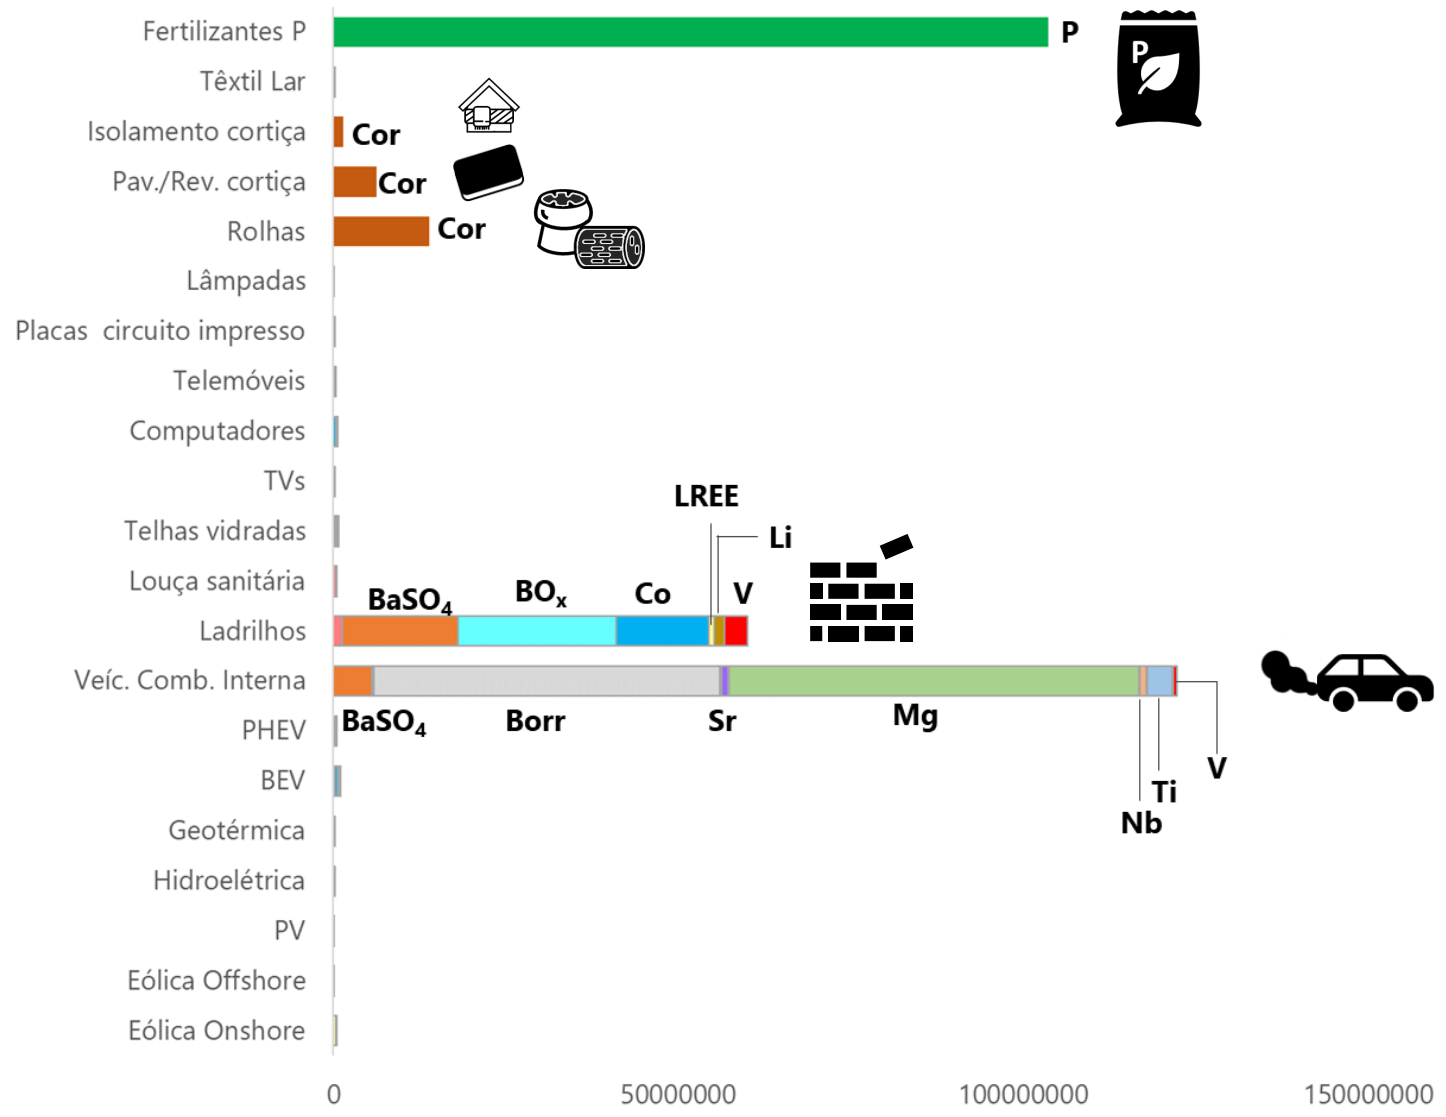 Fertilizantes P
P
P
Têxtil Lar
Isolamento cortiça
Cor
Pav./Rev. cortiça
Cor
Rolhas
Cor
Lâmpadas
Placas circuito impresso
Telemóveis
Computadores
TVs
LREE
Telhas vidradas
Li
Louça sanitária
BaSO₄
BOₓ
Co
V
Ladrilhos
Veíc. Comb. Interna
BaSO₄
Borr
Sr
Mg
PHEV
V
BEV
Ti
Nb
Geotérmica
Hidroelétrica
PV
Eólica Offshore
Eólica Onshore
0
50000000
100000000
150000000